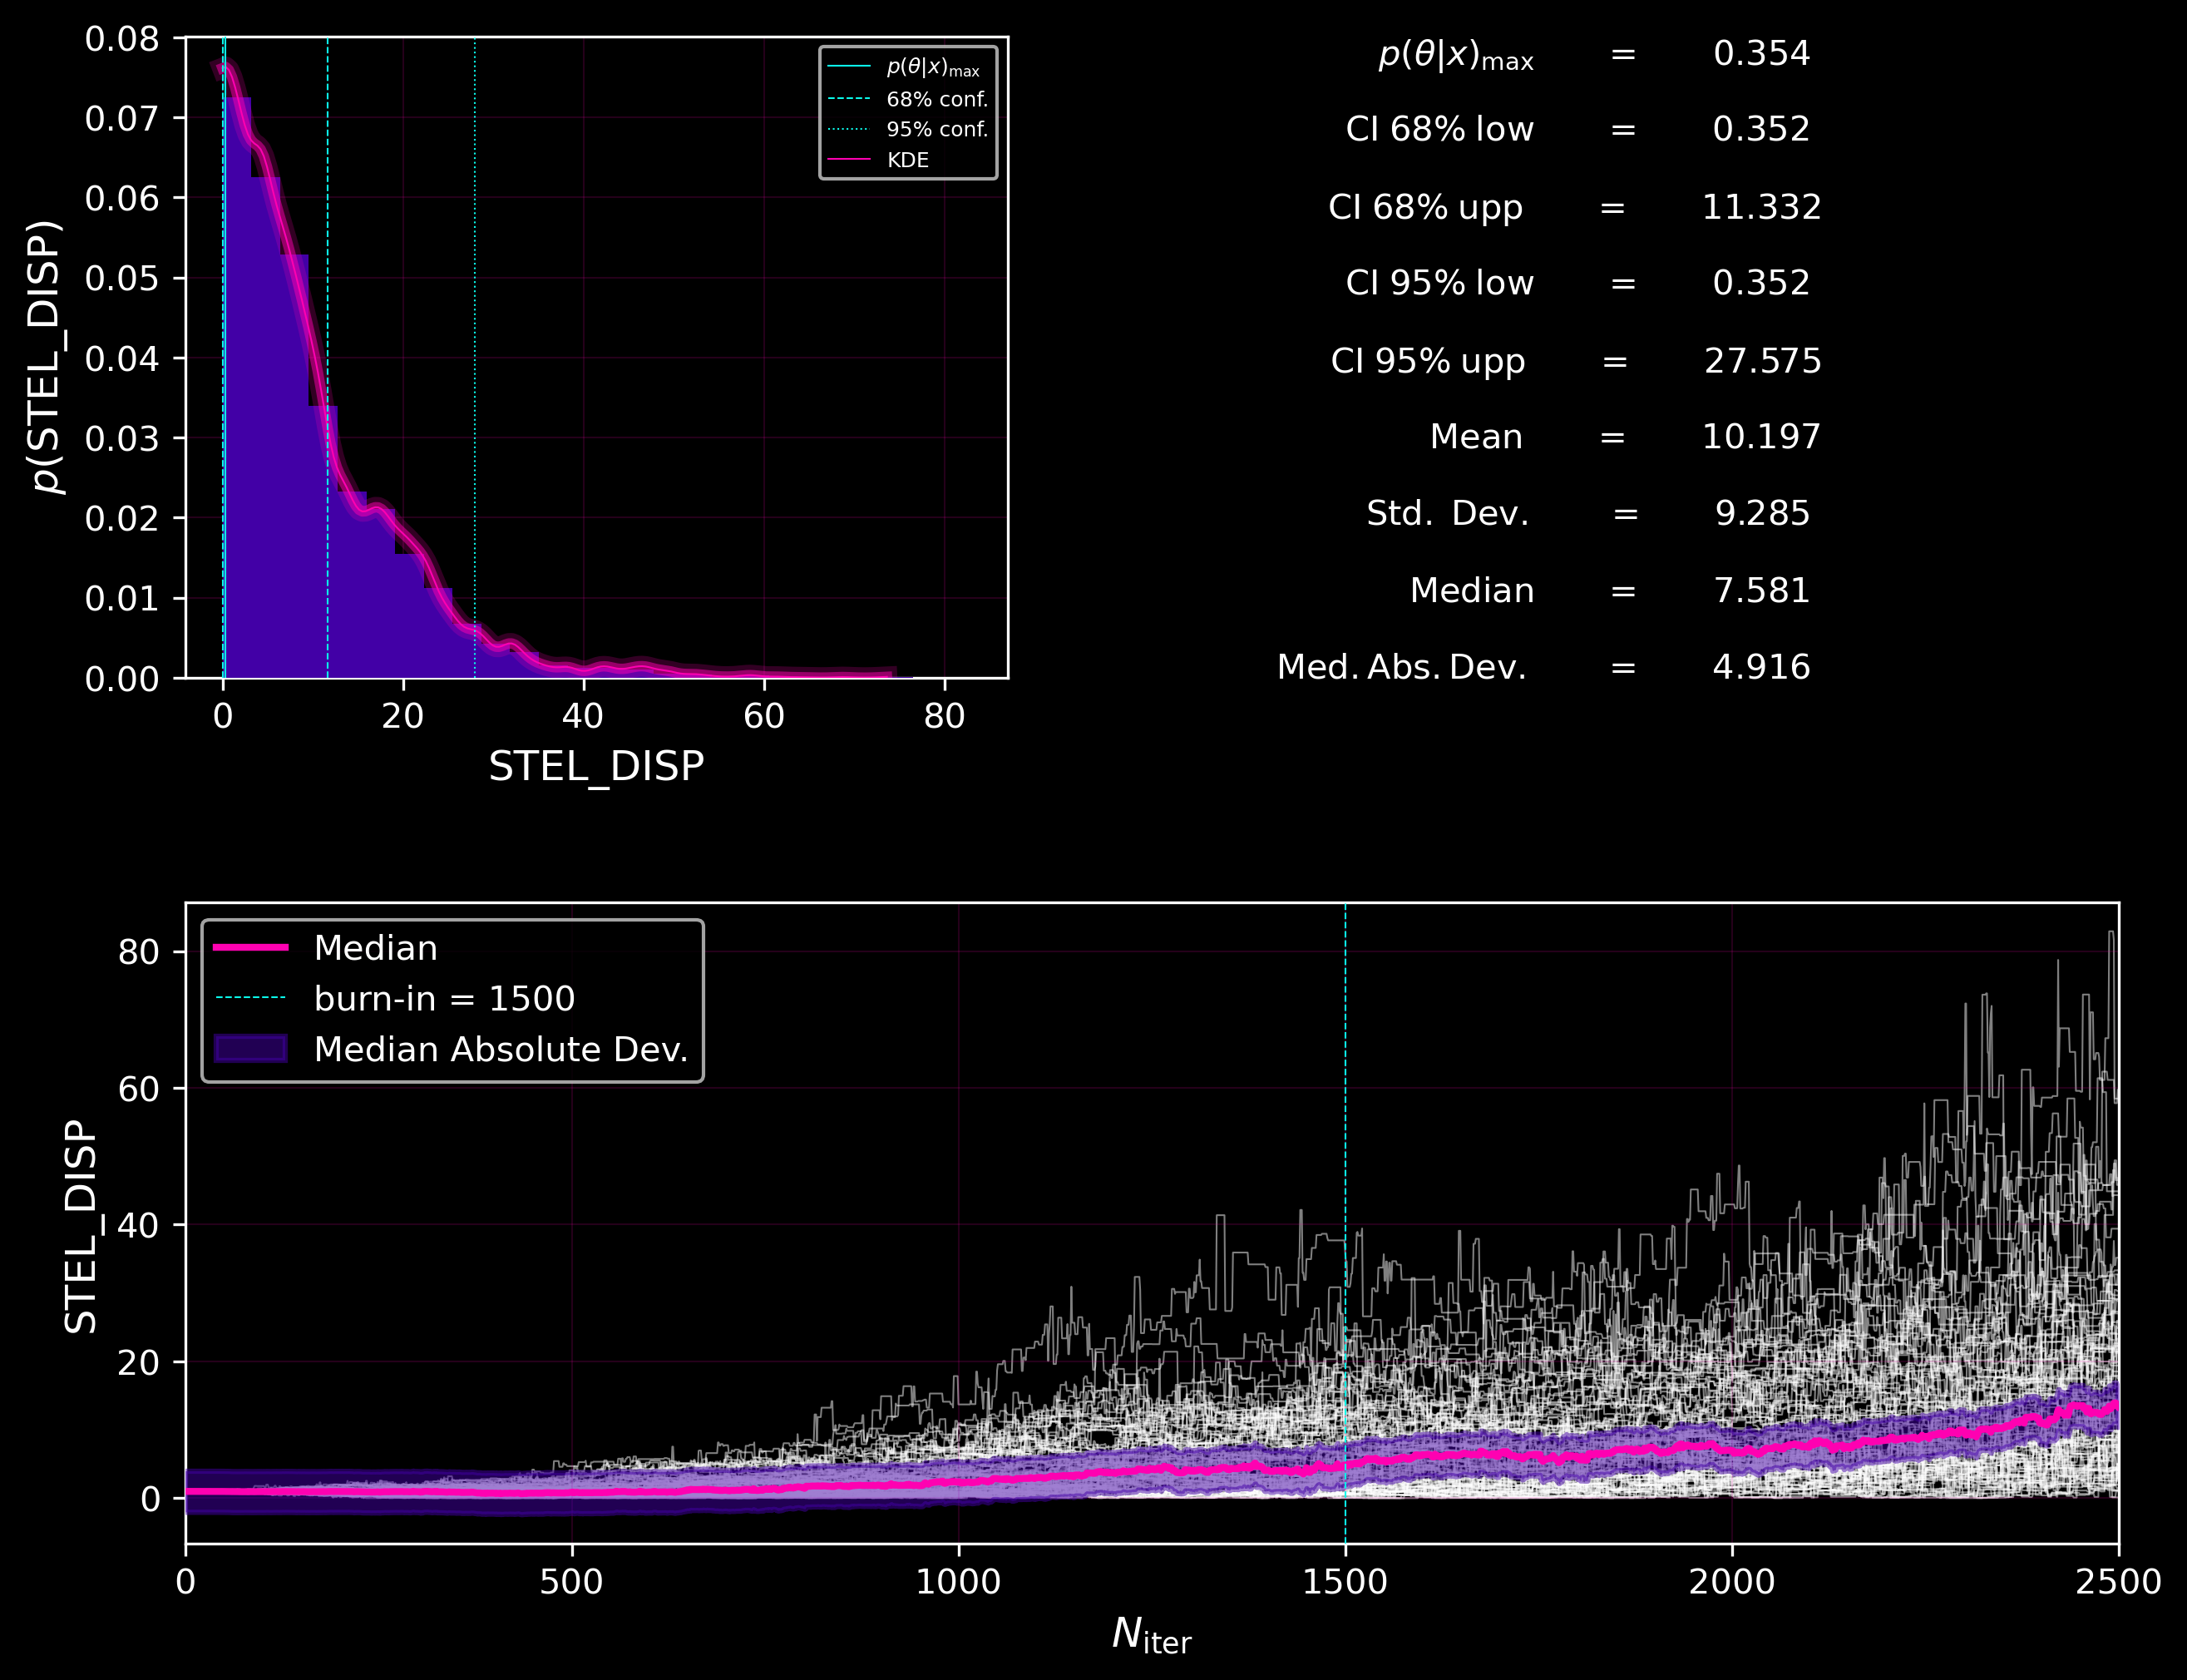 0.08
0.07
0.06
0.05
0.04
0.03
0.02
0.01
0.00
p(STEL_DISP)
0 20 40 60 80
STEL_DISP
p(θ|x)max
68% conf.
95% conf.
KDE
p(θ|x)max = 0.354
CI 68% low = 0.352
CI 68% upp = 11.332
CI 95% low = 0.352
CI 95% upp = 27.575
Mean = 10.197
Std. Dev. = 9.285
Median = 7.581
Med. Abs. Dev. = 4.916
80
60
40
20
0
STEL_DISP
Median
burn-in = 1500
Median Absolute Dev.
0 500 1000 1500 2000 2500
Niter